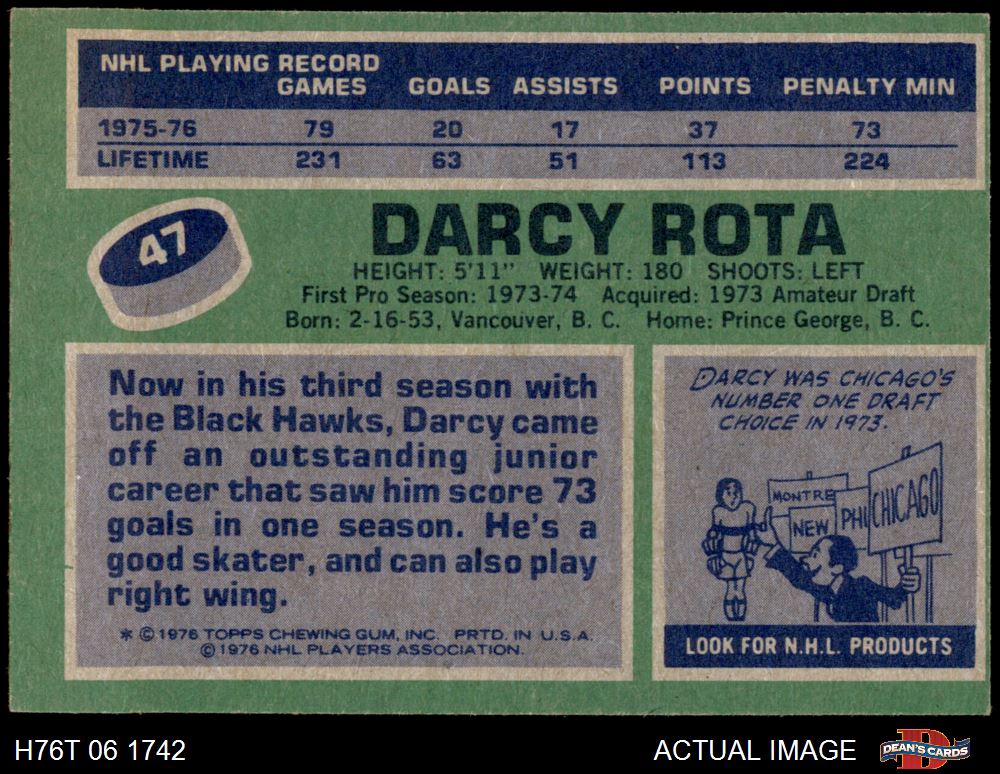 NHL PLAYING RECORD
GAMES GOALS ASSISTS POINTS PENALTY MIN
1975-76 79 20 17 37 73
LIFETIME 231 63 51 113 224
47
DARCY ROTA
HEIGHT: 5'11" WEIGHT: 180 SHOOTS: LEFT
First Pro Season: 1973-74 Acquired: 1973 Amateur Draft
Born: 2-16-53, Vancouver, B. C. Home: Prince George, B. C.
Now in his third season with
the Black Hawks, Darcy came
off an outstanding junior
career that saw him score 73
goals in one season. He's a
good skater, and can also play
right wing.
* © 1976 TOPPS CHEWING GUM, INC. PRTD. IN U.S.A.
© 1976 NHL PLAYERS ASSOCIATION.
DARCY WAS CHICAGO'S
NUMBER ONE DRAFT
CHOICE IN 1973.
MONTRE
NEW
PHI
CHICAGO
LOOK FOR N.H.L. PRODUCTS
H76T 06 1742
ACTUAL IMAGE
DEAN'S CARDS